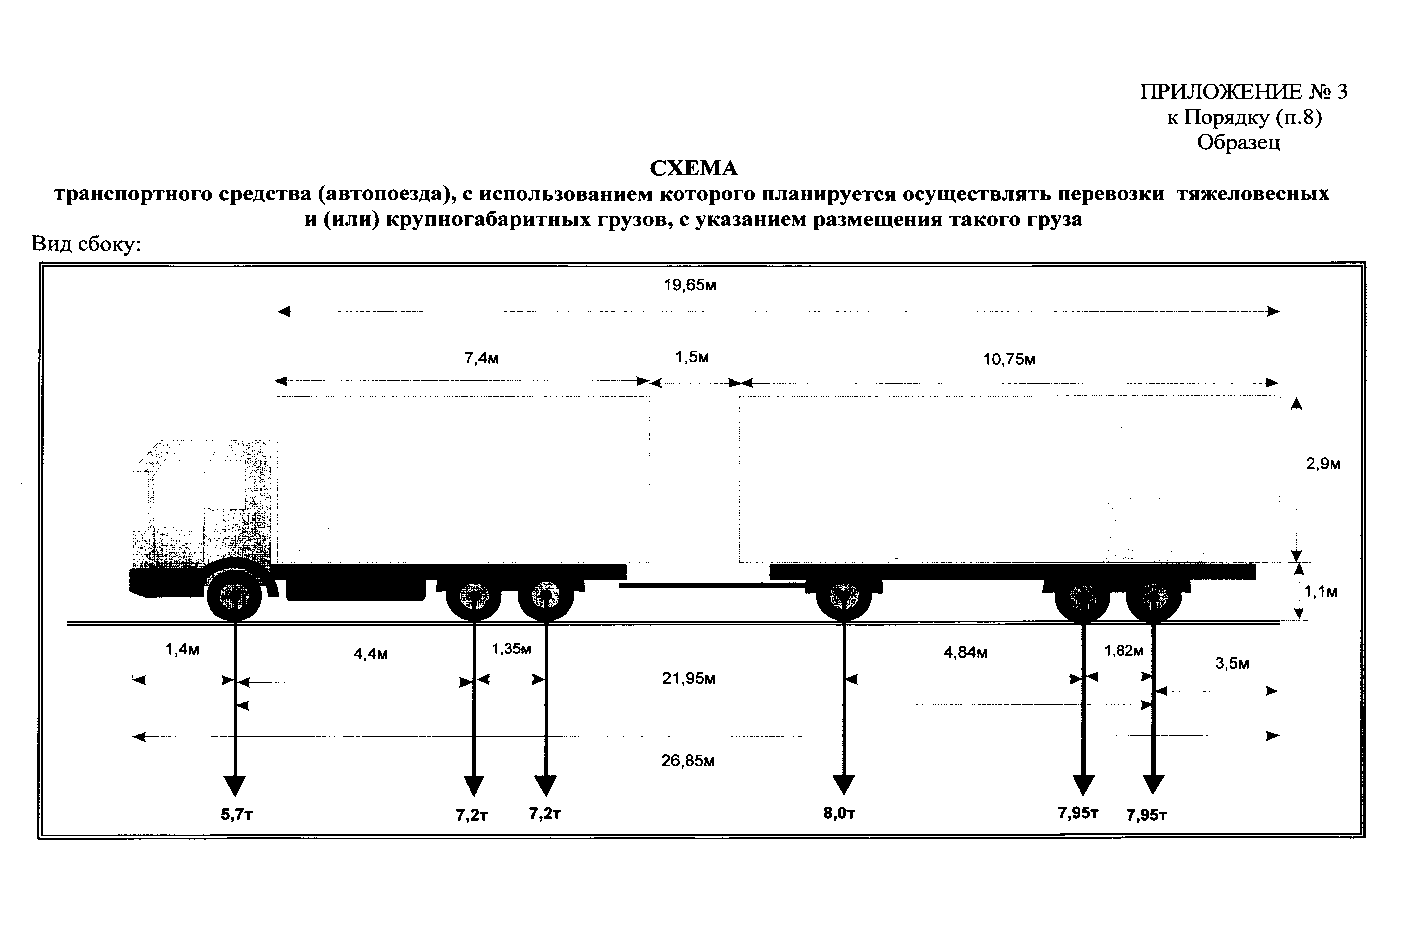 ПРИЛОЖЕНИЕ № 3
к Порядку (п.8)
Образец
СХЕМА
транспортного средства (автопоезда), с использованием которого планируется осуществлять перевозки тяжеловесных
и (или) крупногабаритных грузов, с указанием размещения такого груза
Вид сбоку:
19,65м
7,4м 1,5м 10,75м
2,9м
1,1м
1,4м 4,4м 1,35м 21,95м 4,84м 1,82м 3,5м
26,85м
5,7т 7,2т 7,2т 8,0т 7,95т 7,95т